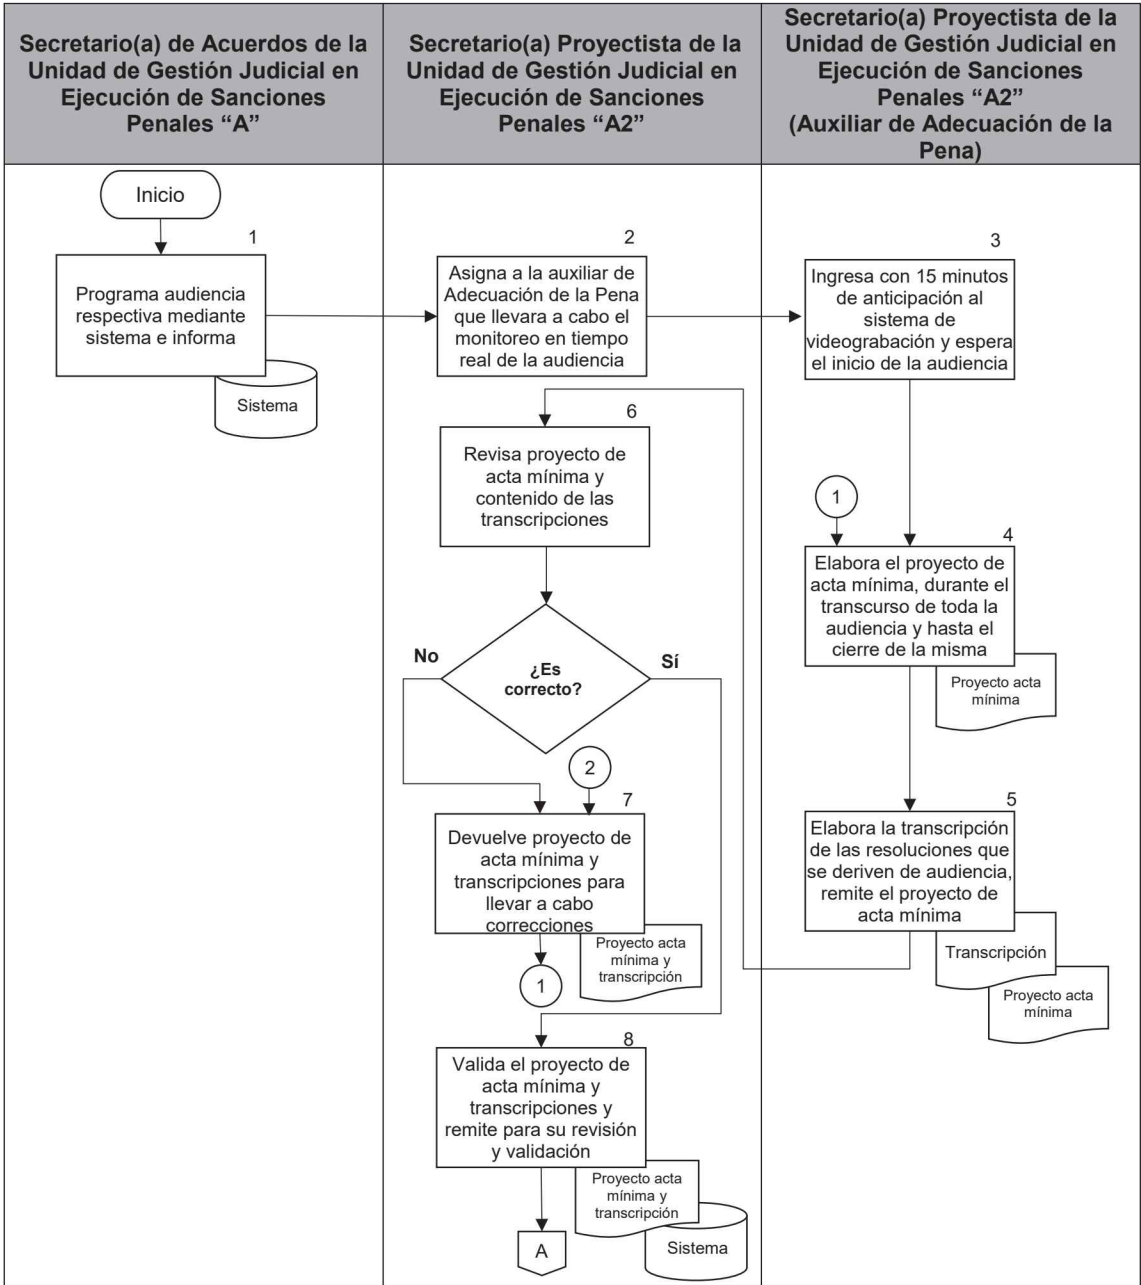 Secretario(a) de Acuerdos de la
Unidad de Gestión Judicial en
Ejecución de Sanciones
Penales “A”
Secretario(a) Proyectista de la
Unidad de Gestión Judicial en
Ejecución de Sanciones
Penales “A2”
Secretario(a) Proyectista de la
Unidad de Gestión Judicial en
Ejecución de Sanciones
Penales “A2”
(Auxiliar de Adecuación de la
Pena)
Inicio
1
Programa audiencia
respectiva mediante
sistema e informa
Sistema
2
Asigna a la auxiliar de
Adecuación de la Pena
que llevara a cabo el
monitoreo en tiempo
real de la audiencia
3
Ingresa con 15 minutos
de anticipación al
sistema de
videograbación y espera
el inicio de la audiencia
1
4
Elabora el proyecto de
acta mínima, durante el
transcurso de toda la
audiencia y hasta el
cierre de la misma
Proyecto acta
mínima
5
Elabora la transcripción
de las resoluciones que
se deriven de audiencia,
remite el proyecto de
acta mínima
Transcripción
Proyecto acta
mínima
6
Revisa proyecto de
acta mínima y
contenido de las
transcripciones
¿Es
correcto?
No
Sí
2
7
Devuelve proyecto de
acta mínima y
transcripciones para
llevar a cabo
correcciones
Proyecto acta
mínima y
transcripción
1
8
Valida el proyecto de
acta mínima y
transcripciones y
remite para su revisión
y validación
Proyecto acta
mínima y
transcripción
Sistema
A